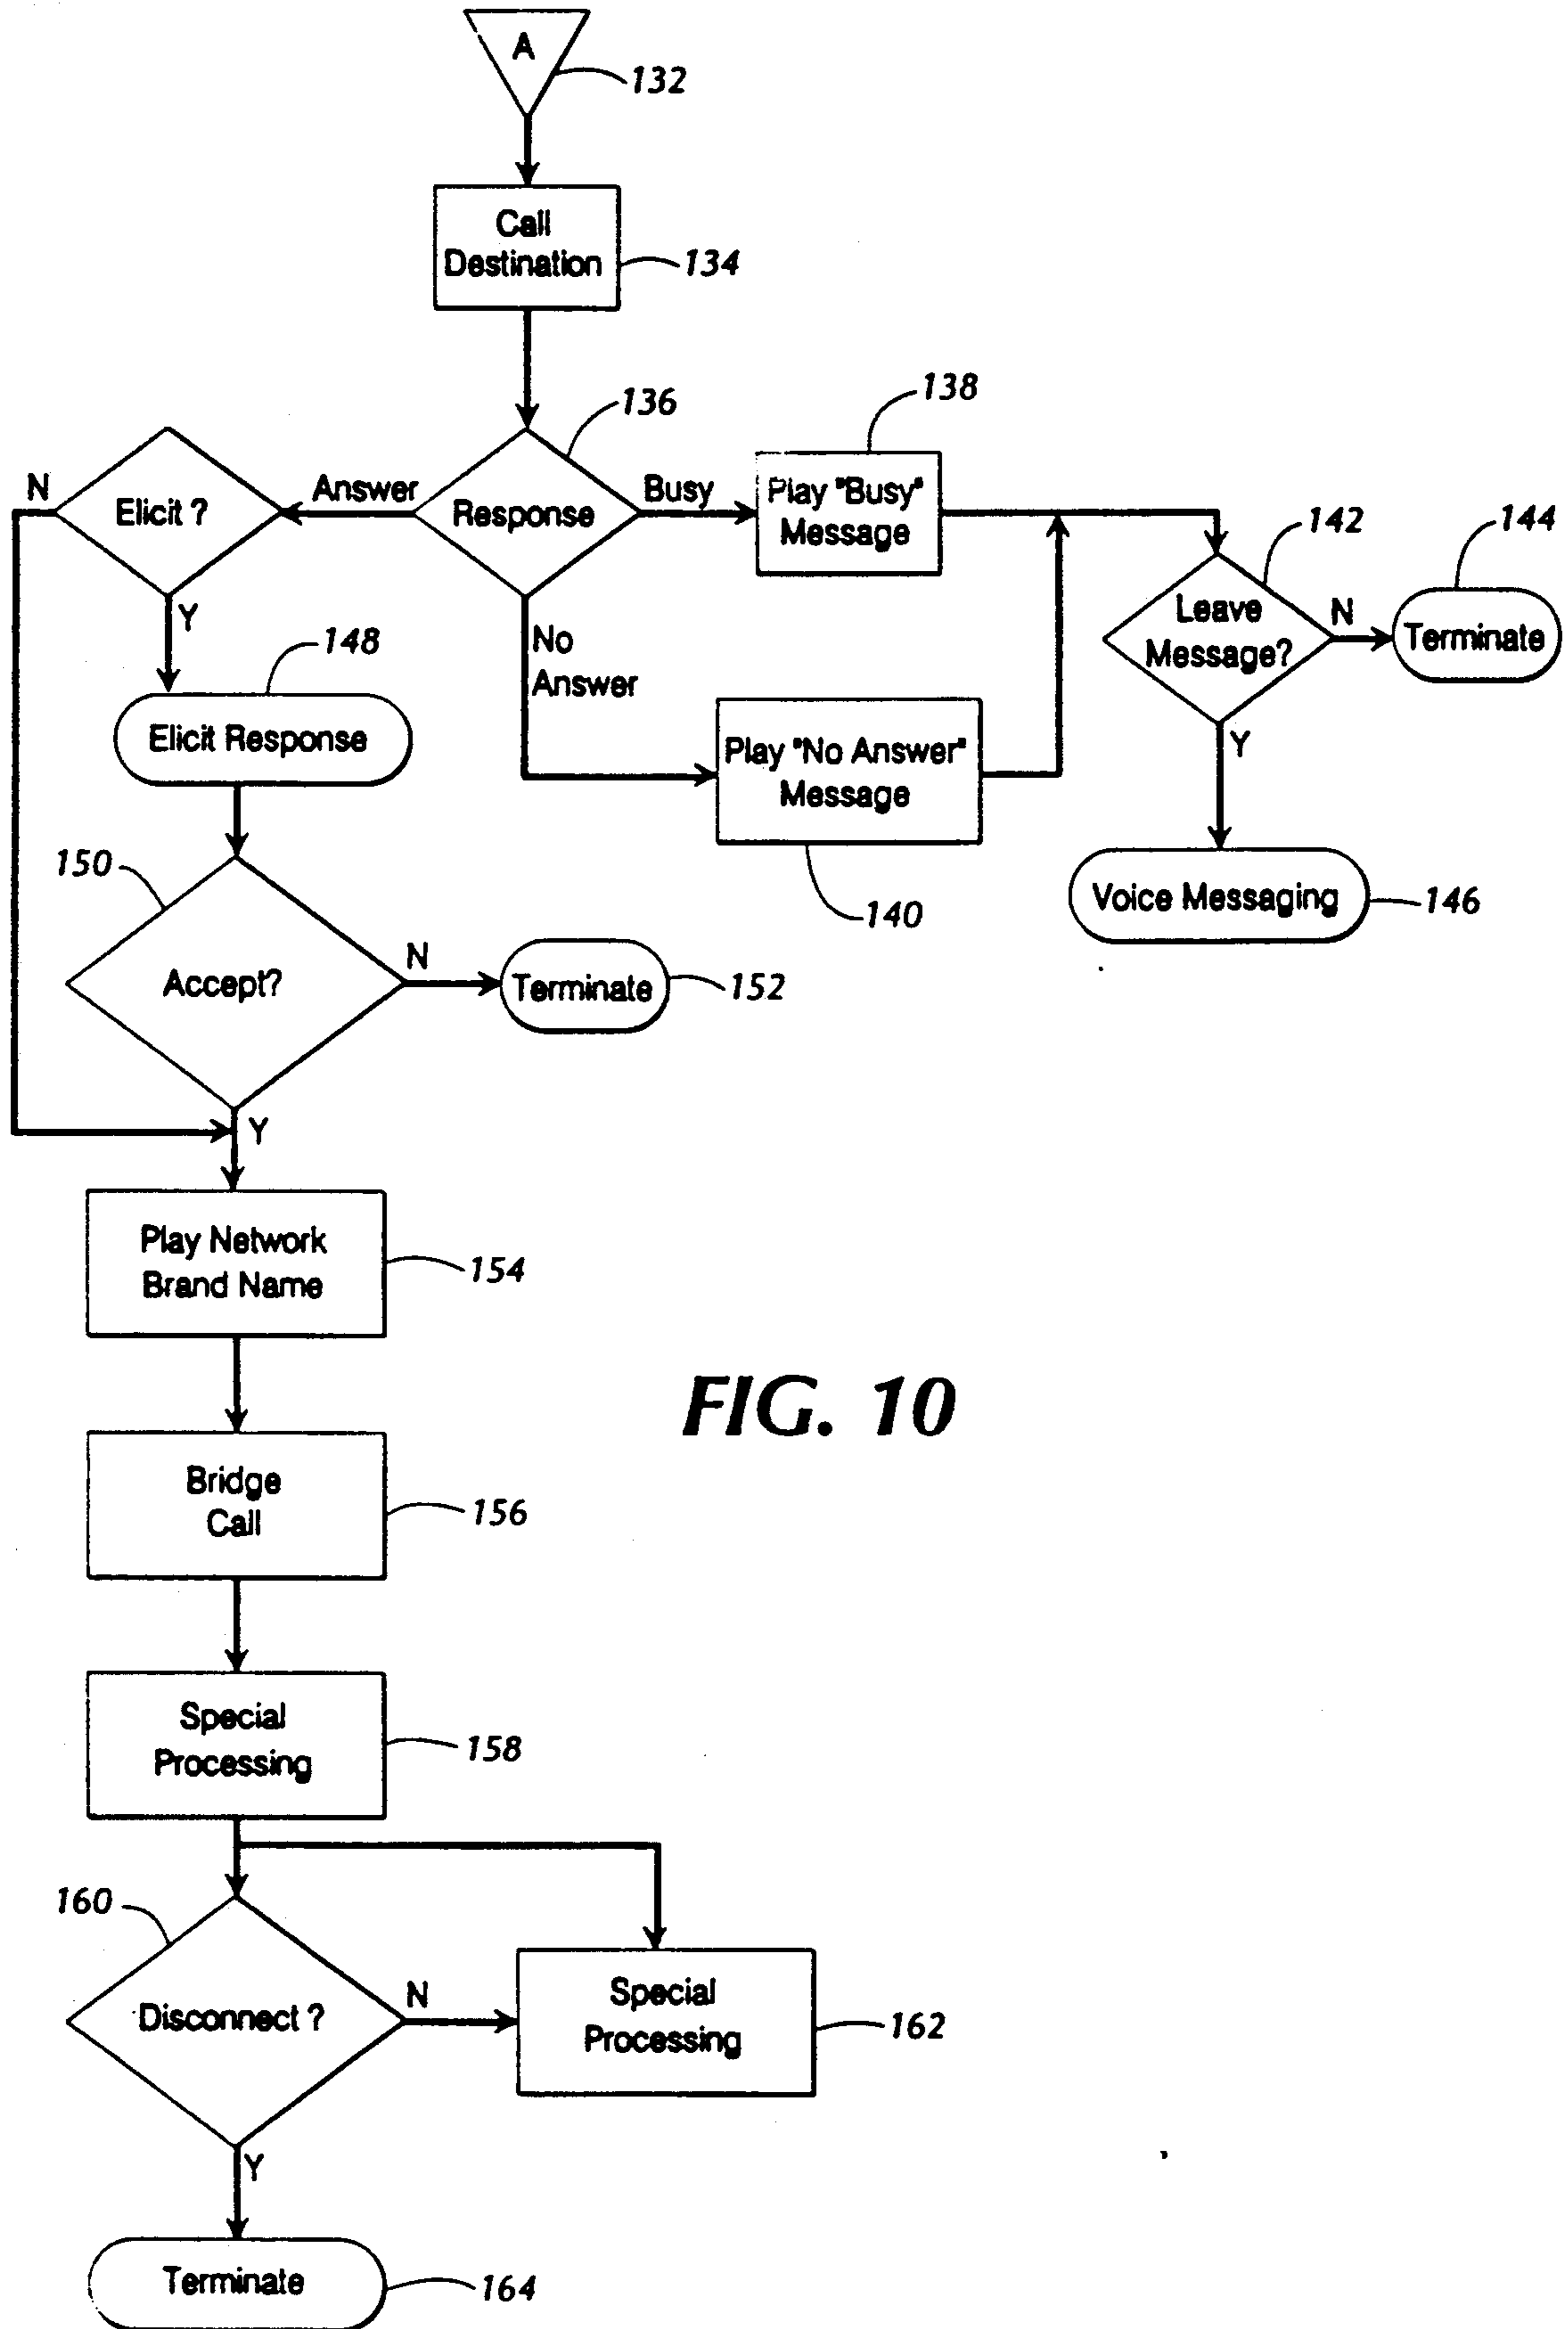 A
132
Call
Destination
134
136
138
N
Elicit ?
Answer
Response
Busy
Play "Busy"
Message
142
144
Y
No
Answer
Leave
Message?
N
Terminate
148
Elicit Response
Play "No Answer"
Message
Y
140
Voice Messaging
146
150
Accept?
N
Terminate
152
Y
Play Network
Brand Name
154
FIG. 10
Bridge
Call
156
Special
Processing
158
160
Disconnect ?
N
Special
Processing
162
Y
Terminate
164